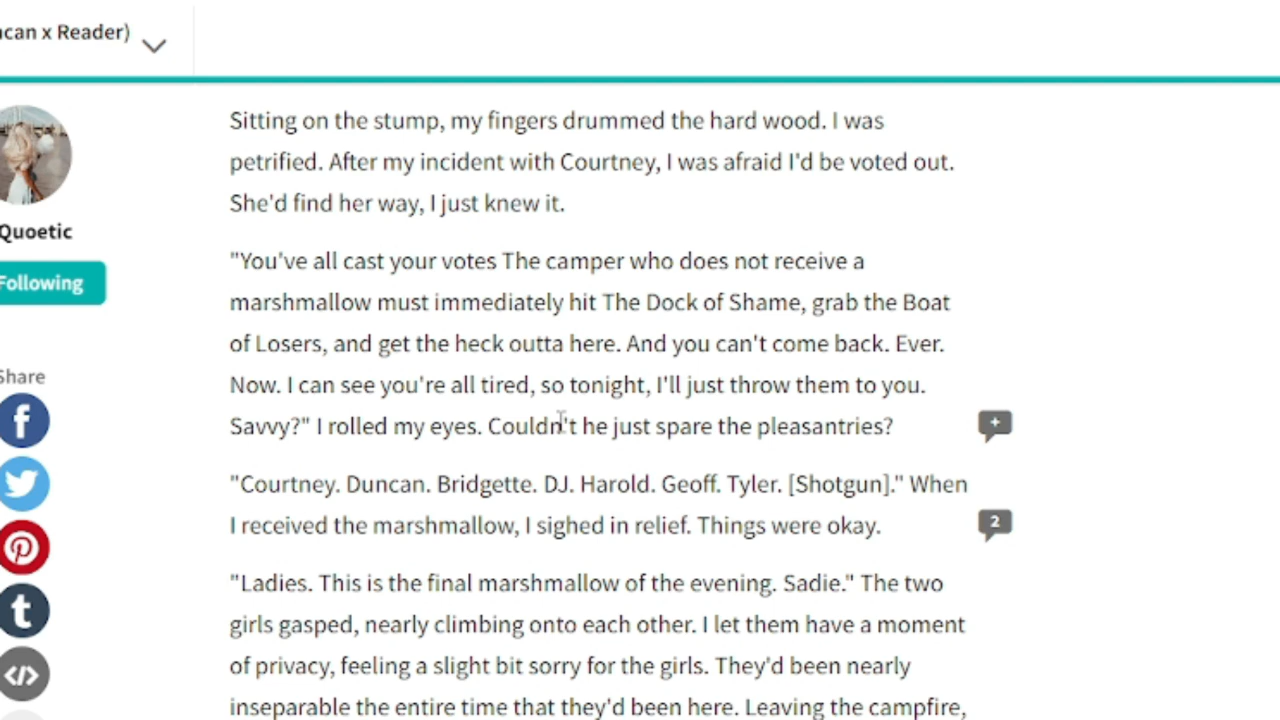 ncan x Reader)
Sitting on the stump, my fingers drummed the hard wood. I was
petrified. After my incident with Courtney, I was afraid I'd be voted out.
She'd find her way, I just knew it.
Quoetic
Following
"You've all cast your votes The camper who does not receive a
marshmallow must immediately hit The Dock of Shame, grab the Boat
of Losers, and get the heck outta here. And you can't come back. Ever.
Now. I can see you're all tired, so tonight, I'll just throw them to you.
Savvy?" I rolled my eyes. Couldn't he just spare the pleasantries?
+
Share
"Courtney. Duncan. Bridgette. DJ. Harold. Geoff. Tyler. [Shotgun]." When
I received the marshmallow, I sighed in relief. Things were okay.
2
"Ladies. This is the final marshmallow of the evening. Sadie." The two
girls gasped, nearly climbing onto each other. I let them have a moment
of privacy, feeling a slight bit sorry for the girls. They'd been nearly
inseparable the entire time that they'd been here. Leaving the campfire,